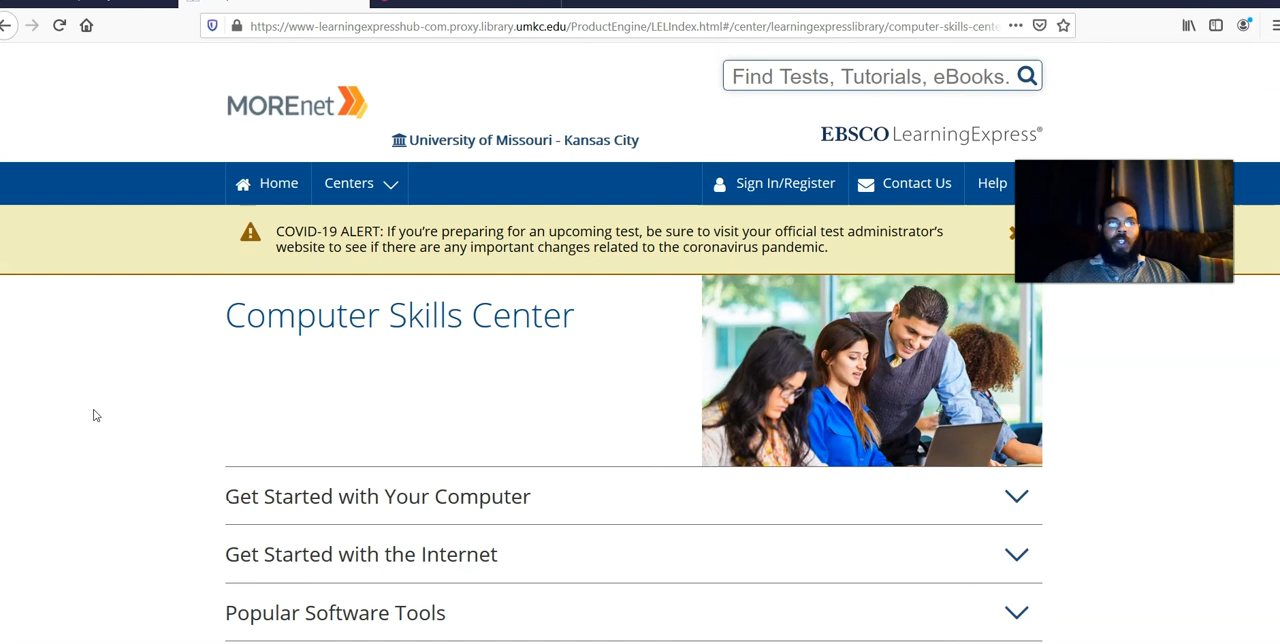 https://www-learningexpresshub-com.proxy.library.umkc.edu/ProductEngine/LELIndex.html#/center/learningexpresslibrary/computer-skills-cente
Find Tests, Tutorials, eBooks.
MOREnet
University of Missouri - Kansas City
EBSCO LearningExpress®
Home
Centers
Sign In/Register
Contact Us
Help
COVID-19 ALERT: If you’re preparing for an upcoming test, be sure to visit your official test administrator’s
website to see if there are any important changes related to the coronavirus pandemic.
Computer Skills Center
Get Started with Your Computer
Get Started with the Internet
Popular Software Tools